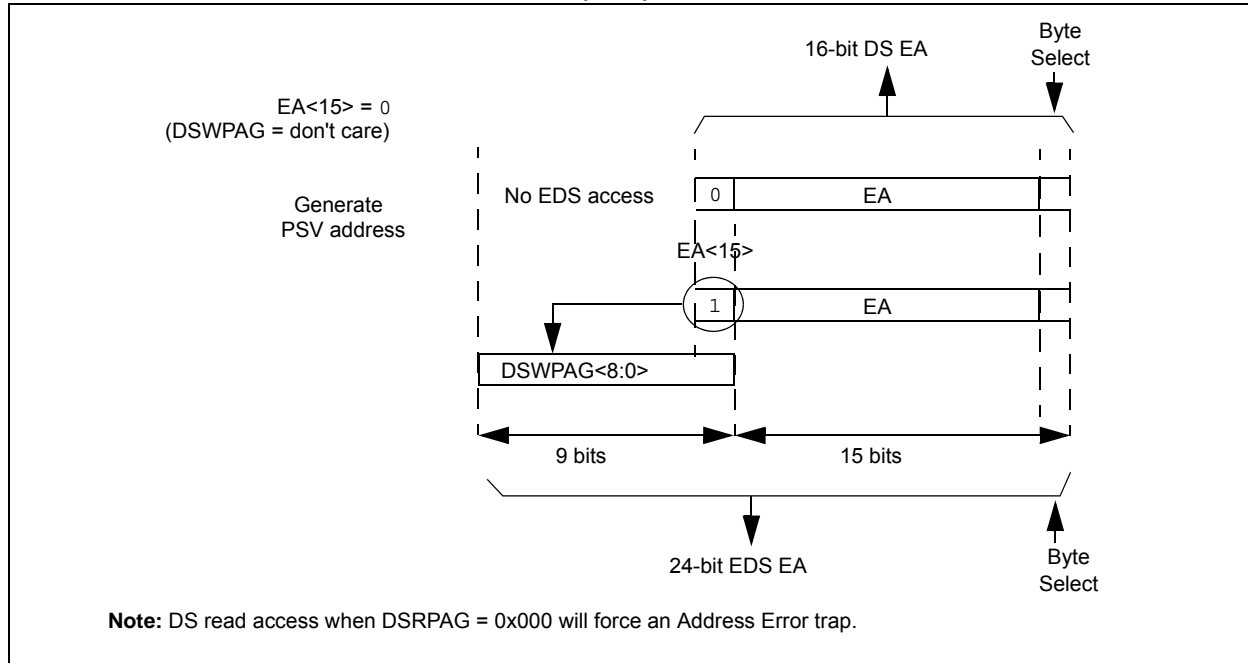 16-bit DS EA
Byte
Select
EA<15> = 0
(DSWPAG = don't care)
No EDS access
0
EA
Generate
PSV address
EA<15>
1
EA
DSWPAG<8:0>
9 bits
15 bits
24-bit EDS EA
Byte
Select
Note: DS read access when DSRPAG = 0x000 will force an Address Error trap.